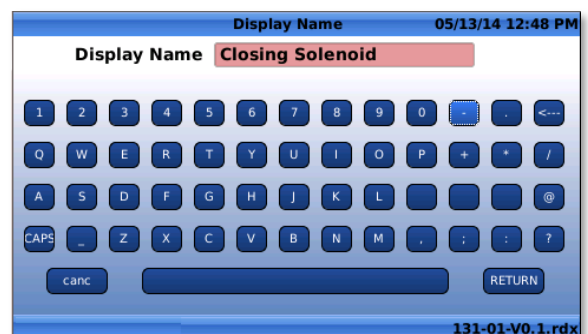 Display Name 05/13/14 12:48 PM
Display Name Closing Solenoid
1 2 3 4 5 6 7 8 9 0 - . <---
Q W E R T Y U I O P + * /
A S D F G H J K L @
CAPS _ Z X C V B N M , ; : ?
canc RETURN
131-01-V0.1.rdx